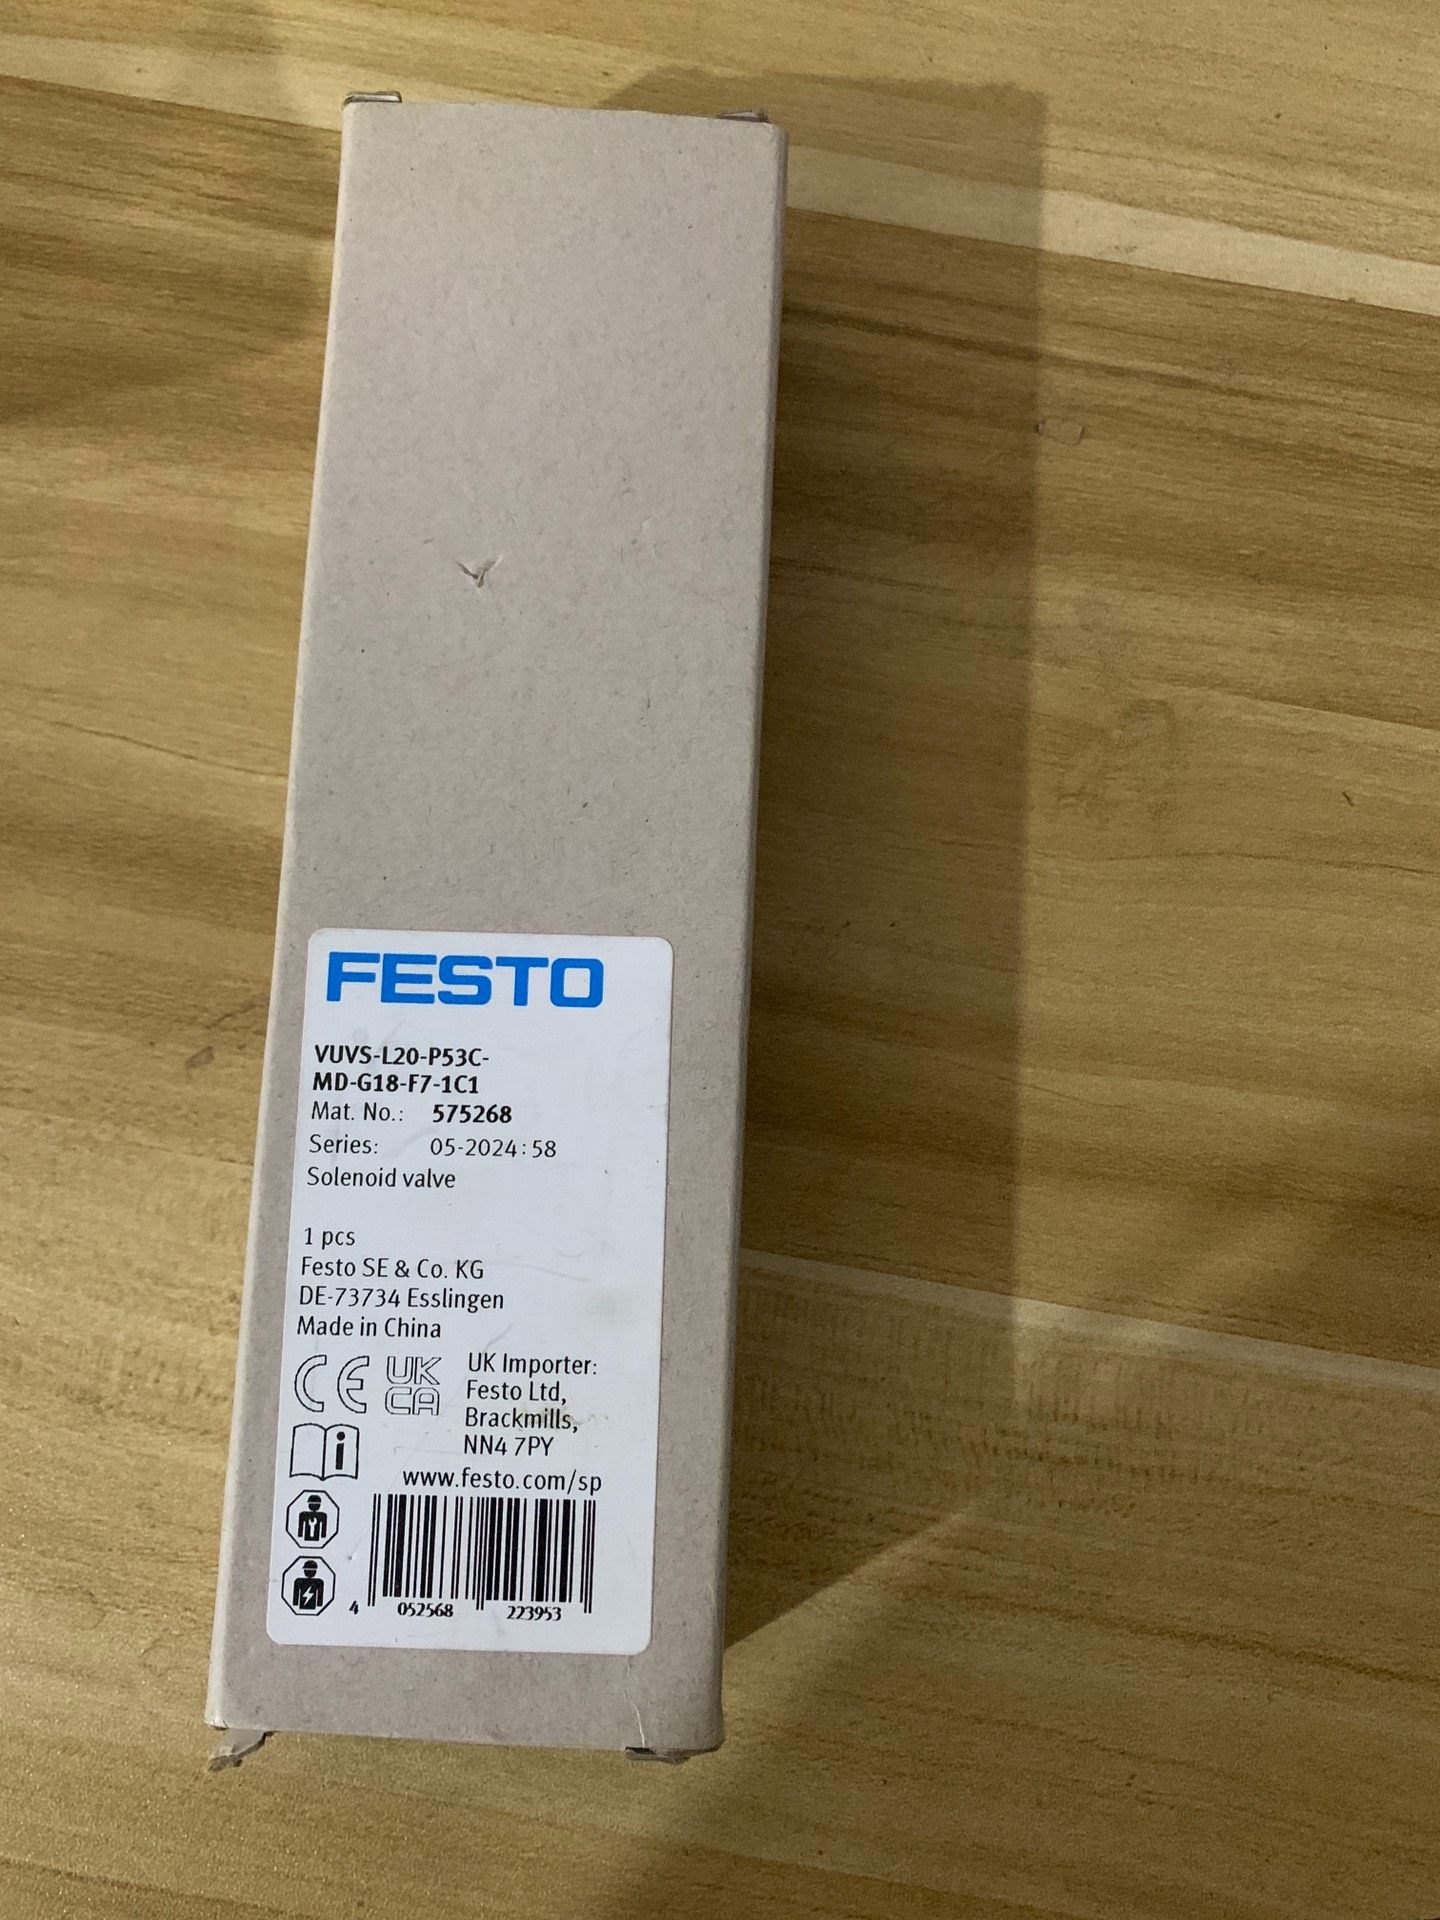 FESTO
VUVS-L20-P53C-
MD-G18-F7-1C1
Mat. No.: 575268
Series: 05-2024:58
Solenoid valve
1 pcs
Festo SE & Co. KG
DE-73734 Esslingen
Made in China
CE UK CA
UK Importer:
Festo Ltd,
Brackmills,
NN4 7PY
i
www.festo.com/sp
4 052568 223953